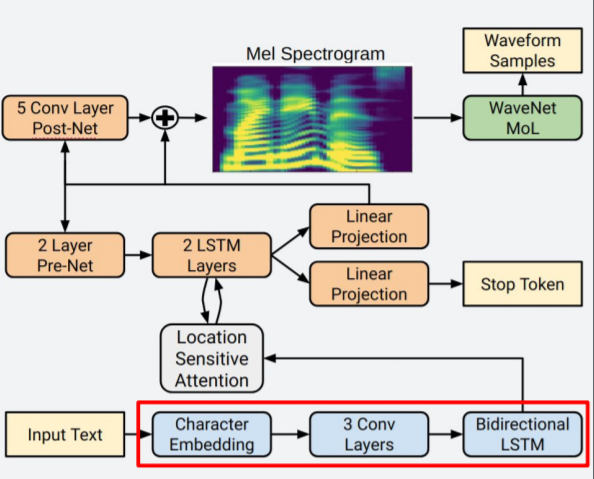 Waveform
Samples
Mel Spectrogram
5 Conv Layer
Post-Net
WaveNet
MoL
2 Layer
Pre-Net
2 LSTM
Layers
Linear
Projection
Linear
Projection
Stop Token
Location
Sensitive
Attention
Input Text
Character
Embedding
3 Conv
Layers
Bidirectional
LSTM